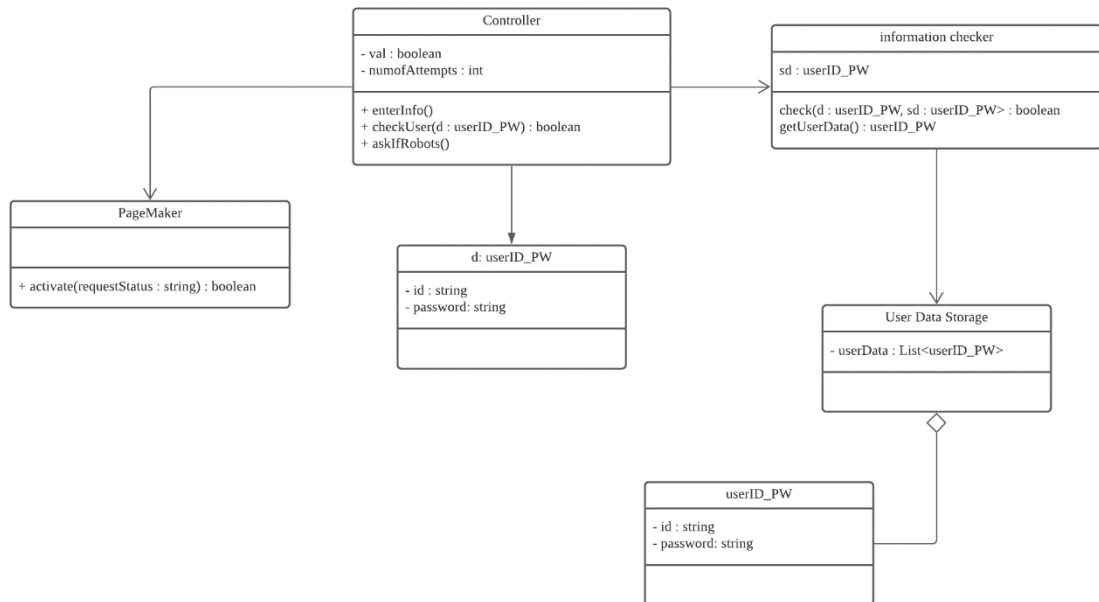 Controller
- val : boolean
- numofAttempts : int
+ enterInfo()
+ checkUser(d : userID_PW) : boolean
+ askIfRobots()
information checker
sd : userID_PW
check(d : userID_PW, sd : userID_PW> : boolean
getUserData() : userID_PW
PageMaker
+ activate(requestStatus : string) : boolean
d: userID_PW
- id : string
- password: string
User Data Storage
- userData : List<userID_PW>
userID_PW
- id : string
- password: string